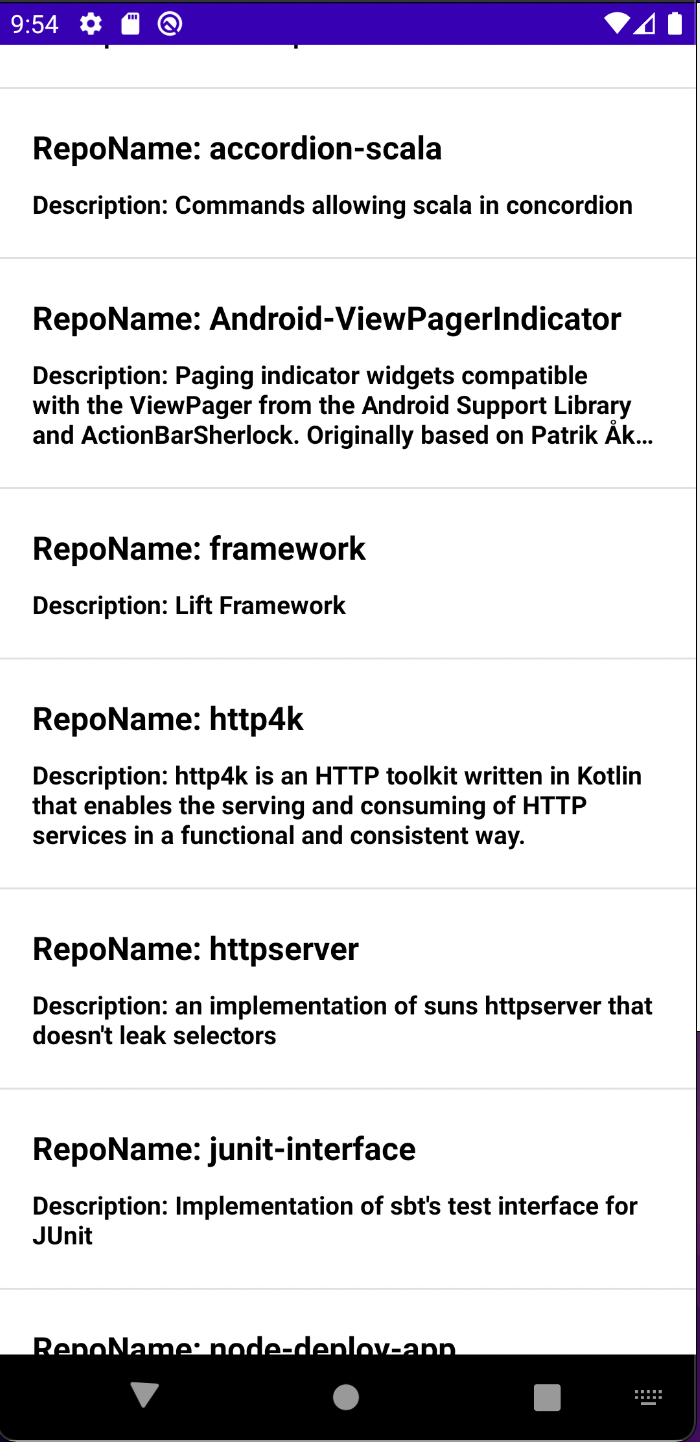 9:54
RepoName: accordion-scala
Description: Commands allowing scala in concordion
RepoName: Android-ViewPagerIndicator
Description: Paging indicator widgets compatible
with the ViewPager from the Android Support Library
and ActionBarSherlock. Originally based on Patrik Åk...
RepoName: framework
Description: Lift Framework
RepoName: http4k
Description: http4k is an HTTP toolkit written in Kotlin
that enables the serving and consuming of HTTP
services in a functional and consistent way.
RepoName: httpserver
Description: an implementation of suns httpserver that
doesn't leak selectors
RepoName: junit-interface
Description: Implementation of sbt's test interface for
JUnit
RepoName: node-deploy-app